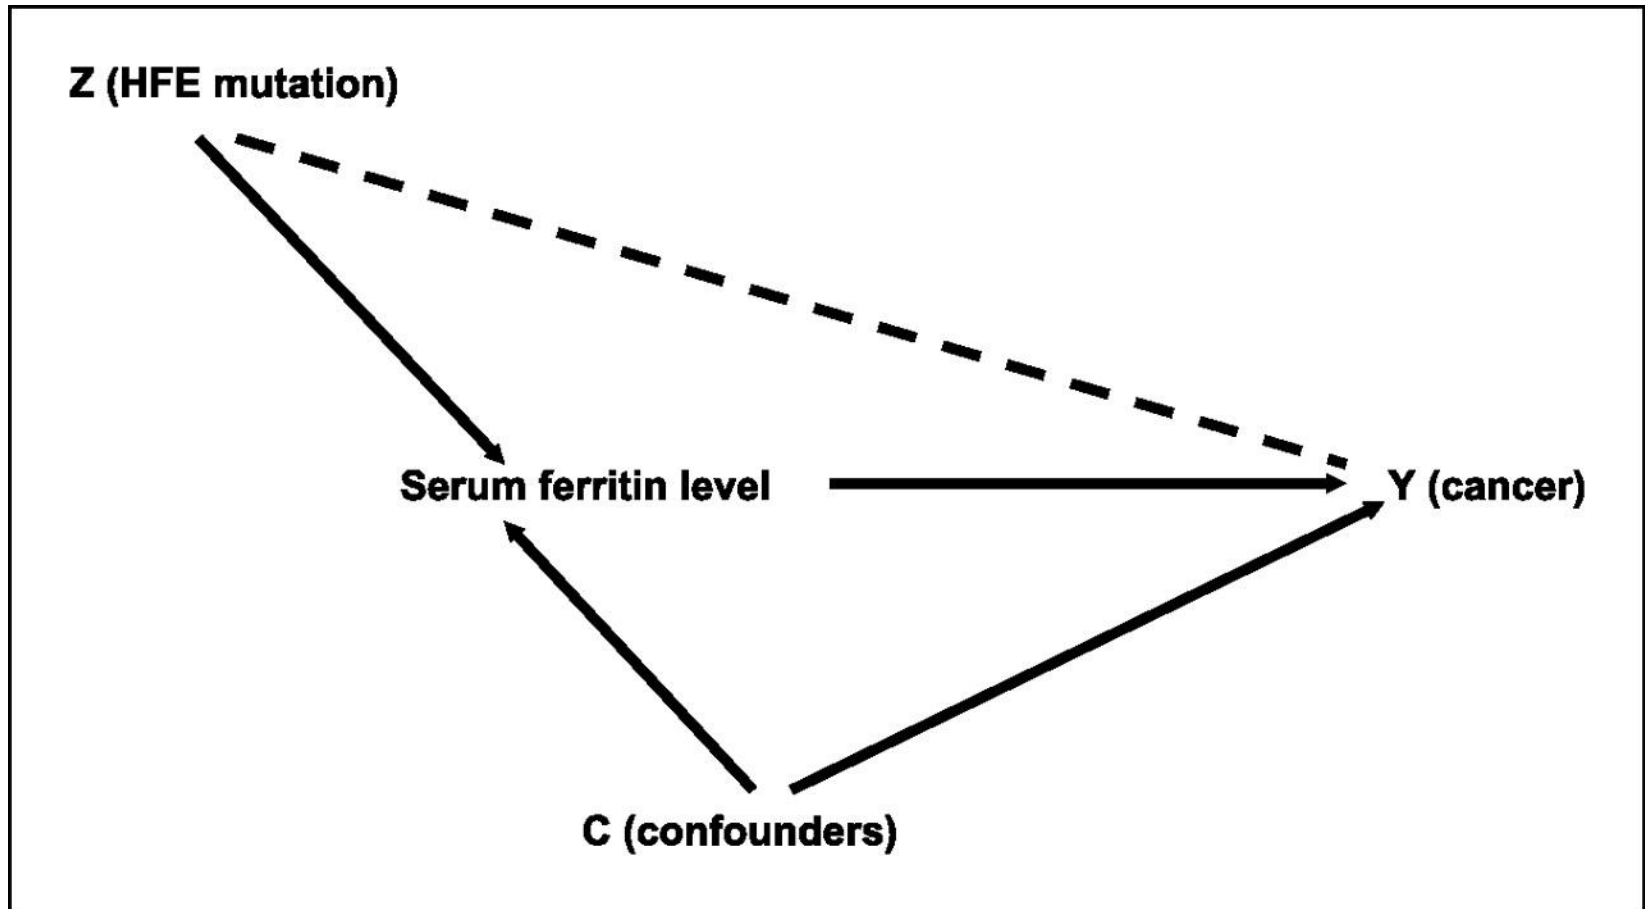 Z (HFE mutation)
Serum ferritin level
Y (cancer)
C (confounders)